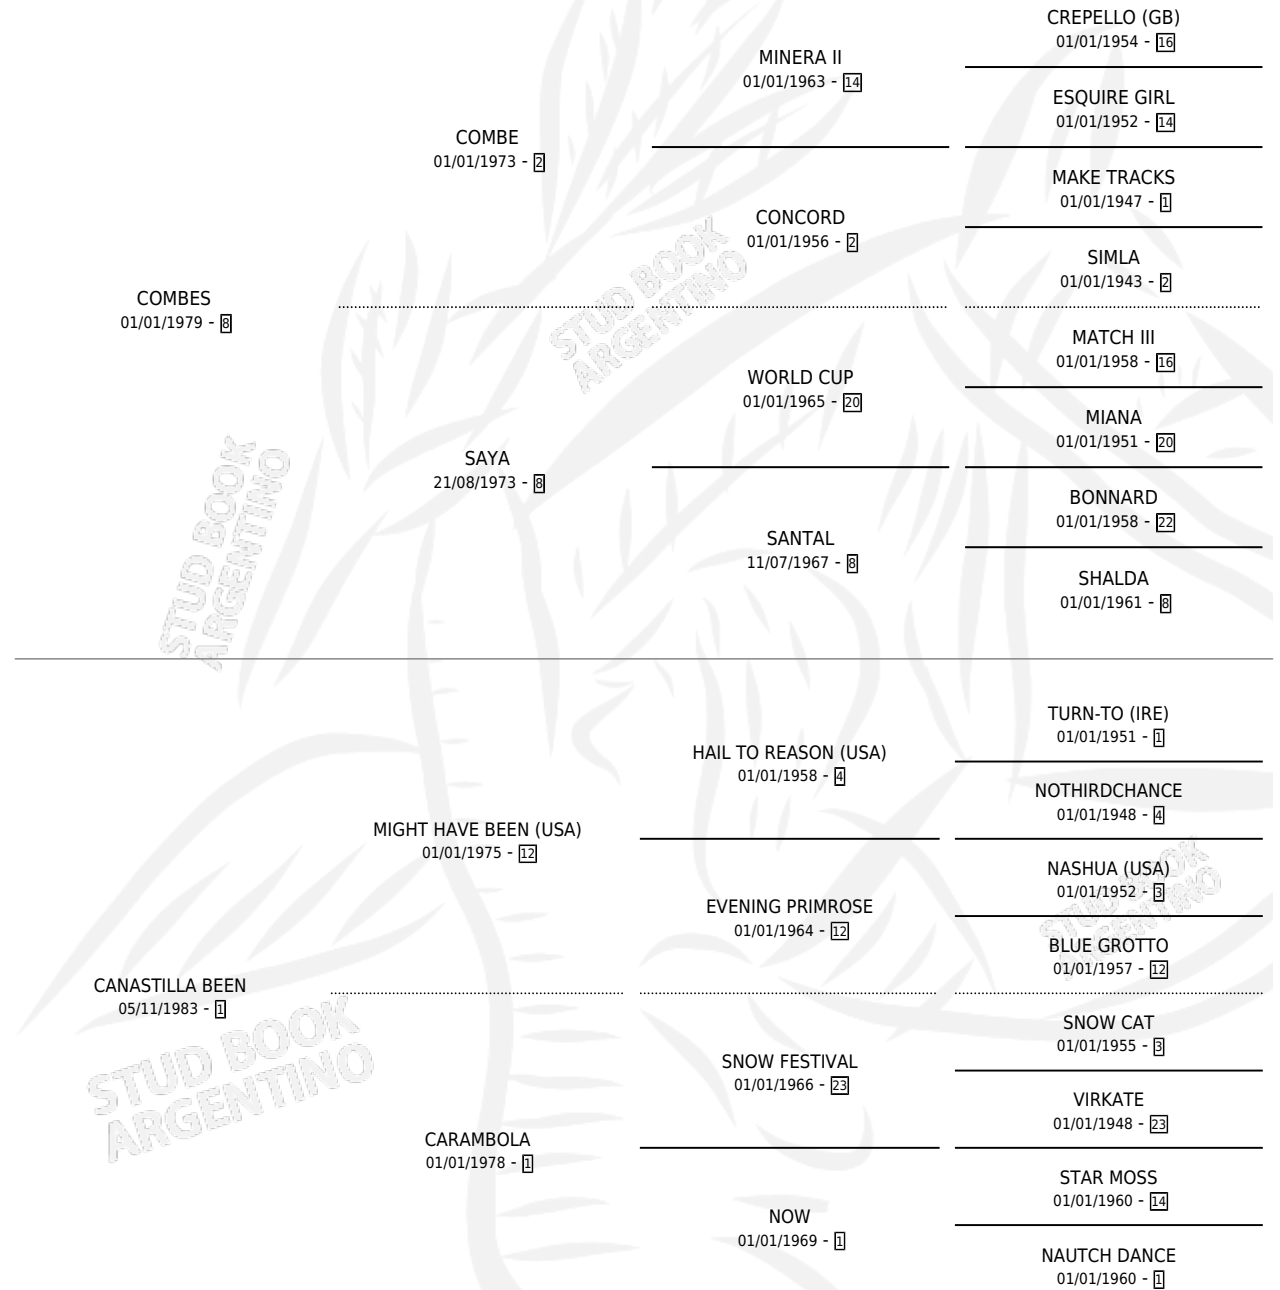 CREPELLO (GB)
01/01/1954 - 16
MINERA II
01/01/1963 - 14
ESQUIRE GIRL
01/01/1952 - 14
COMBE
01/01/1973 - 2
MAKE TRACKS
01/01/1947 - 1
CONCORD
01/01/1956 - 2
SIMLA
01/01/1943 - 2
COMBES
01/01/1979 - 8
MATCH III
01/01/1958 - 16
WORLD CUP
01/01/1965 - 20
MIANA
01/01/1951 - 20
SAYA
21/08/1973 - 8
BONNARD
01/01/1958 - 22
SANTAL
11/07/1967 - 8
SHALDA
01/01/1961 - 8
STUD BOOK
ARGENTINO
STUD BOOK
ARGENTINO
TURN-TO (IRE)
01/01/1951 - 1
HAIL TO REASON (USA)
01/01/1958 - 4
NOTHIRDCHANCE
01/01/1948 - 4
MIGHT HAVE BEEN (USA)
01/01/1975 - 12
NASHUA (USA)
01/01/1952 - 3
EVENING PRIMROSE
01/01/1964 - 12
BLUE GROTTO
01/01/1957 - 12
CANASTILLA BEEN
05/11/1983 - 1
SNOW CAT
01/01/1955 - 3
SNOW FESTIVAL
01/01/1966 - 23
VIRKATE
01/01/1948 - 23
CARAMBOLA
01/01/1978 - 1
STAR MOSS
01/01/1960 - 14
NOW
01/01/1969 - 1
NAUTCH DANCE
01/01/1960 - 1
STUD BOOK
ARGENTINO
STUD BOOK
ARGENTINO